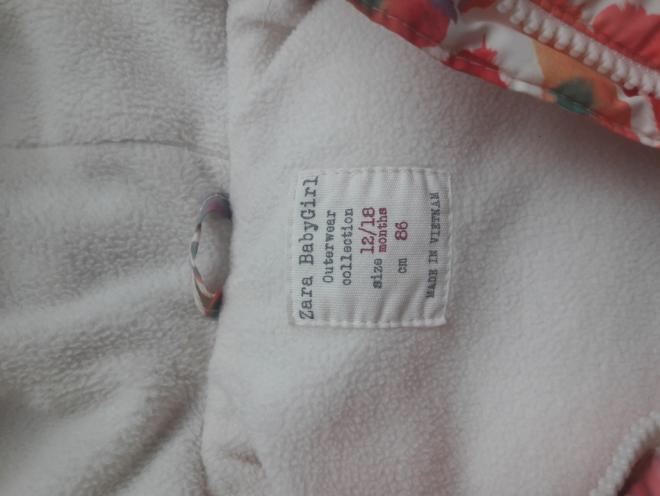 Zara BabyGirl
Outerwear
collection
size 12/18 months
cm 86
MADE IN VIETNAM